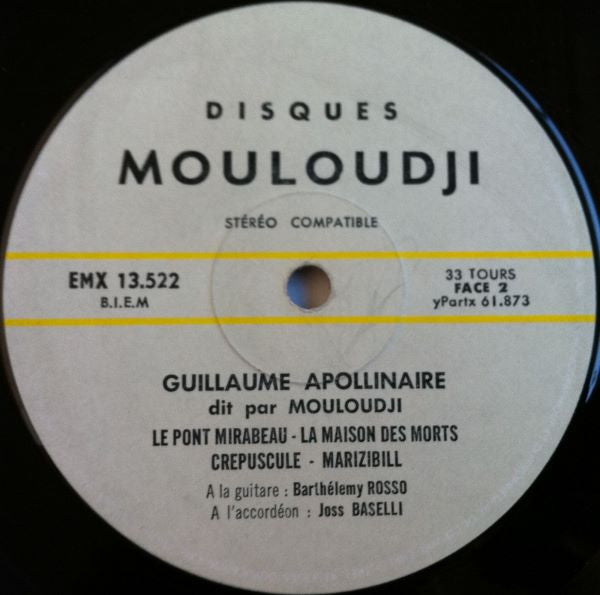 DISQUES
MOULOUDJI
STÉRÉO COMPATIBLE
EMX 13.522
B.I.E.M
33 TOURS
FACE 2
yPartx 61.873
GUILLAUME APOLLINAIRE
dit par MOULOUDJI
LE PONT MIRABEAU - LA MAISON DES MORTS
CREPUSCULE - MARIZIBILL
A la guitare : Barthélemy ROSSO
A l'accordéon : Joss BASELLI